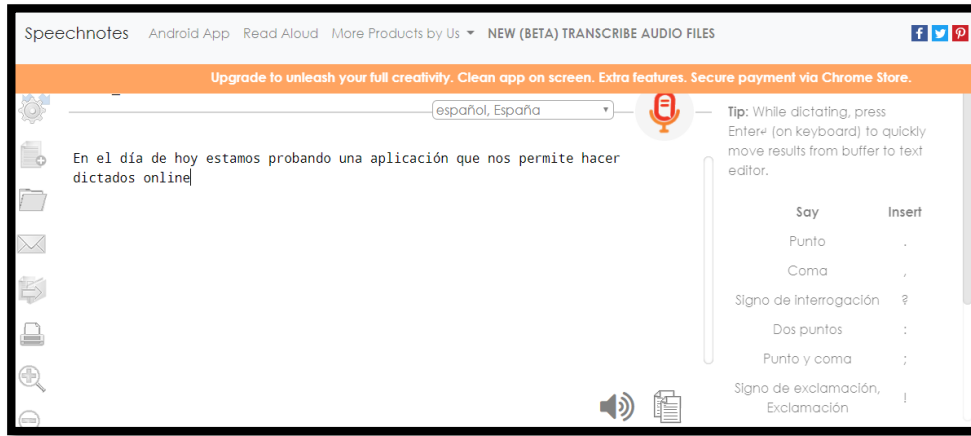 Speechnotes Android App Read Aloud More Products by Us NEW (BETA) TRANSCRIBE AUDIO FILES
Upgrade to unleash your full creativity. Clean app on screen. Extra features. Secure payment via Chrome Store.
español, España
En el día de hoy estamos probando una aplicación que nos permite hacer
dictados online
Tip: While dictating, press
Enter↵ (on keyboard) to quickly
move results from buffer to text
editor.
Say Insert
Punto .
Coma ,
Signo de interrogación ?
Dos puntos :
Punto y coma ;
Signo de exclamación,
Exclamación !